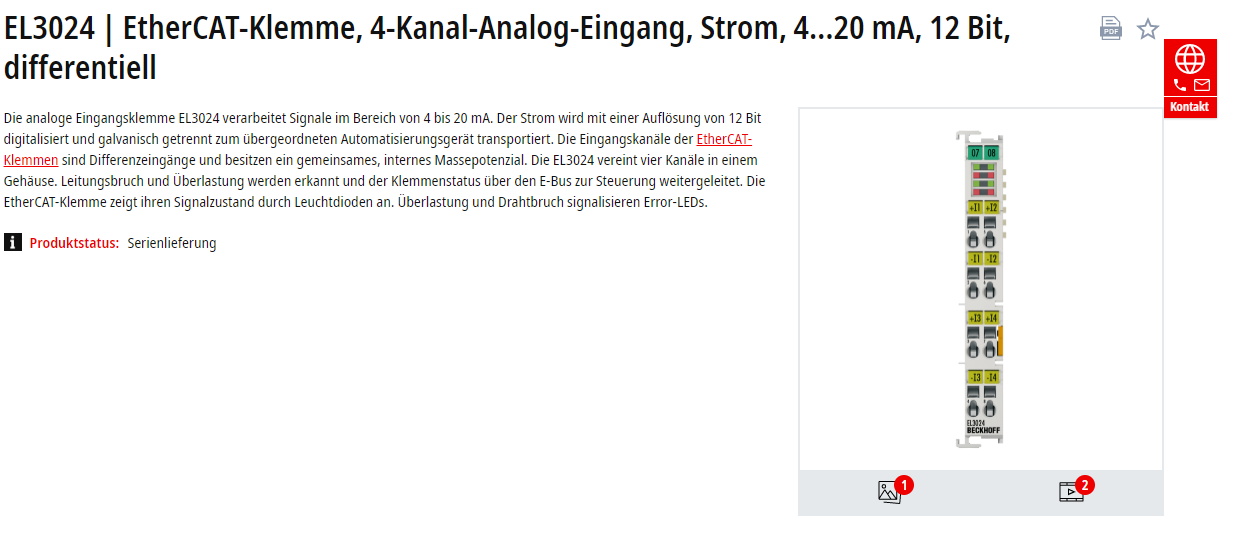 EL3024 | EtherCAT-Klemme, 4-Kanal-Analog-Eingang, Strom, 4…20 mA, 12 Bit,
differentiell
PDF
Kontakt
Die analoge Eingangsklemme EL3024 verarbeitet Signale im Bereich von 4 bis 20 mA. Der Strom wird mit einer Auflösung von 12 Bit
digitalisiert und galvanisch getrennt zum übergeordneten Automatisierungsgerät transportiert. Die Eingangskanäle der EtherCAT-
Klemmen sind Differenzeingänge und besitzen ein gemeinsames, internes Massepotenzial. Die EL3024 vereint vier Kanäle in einem
Gehäuse. Leitungsbruch und Überlastung werden erkannt und der Klemmenstatus über den E-Bus zur Steuerung weitergeleitet. Die
EtherCAT-Klemme zeigt ihren Signalzustand durch Leuchtdioden an. Überlastung und Drahtbruch signalisieren Error-LEDs.
Produktstatus: Serienlieferung
07 08
+I1 +I2
-I1 -I2
+I3 +I4
-I3 -I4
EL3024
BECKHOFF
1 2